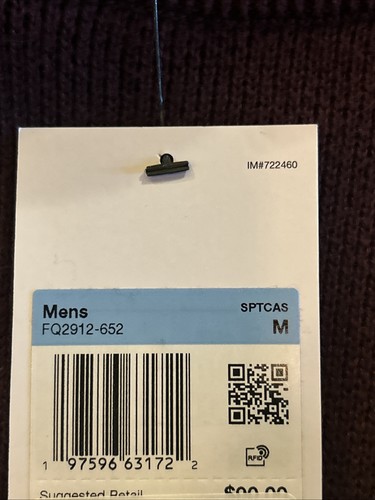 IM#722460
Mens SPTCAS
FQ2912-652 M
1 97596 63172 2
RFID
Suggested Retail